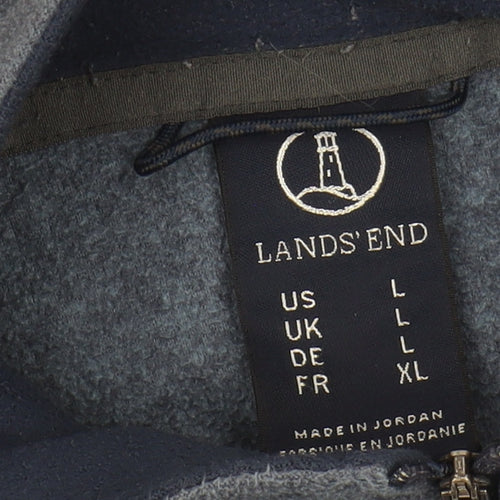 LANDS' END
US L
UK L
DE L
FR XL
MADE IN JORDAN
FABRIQUE EN JORDANIE